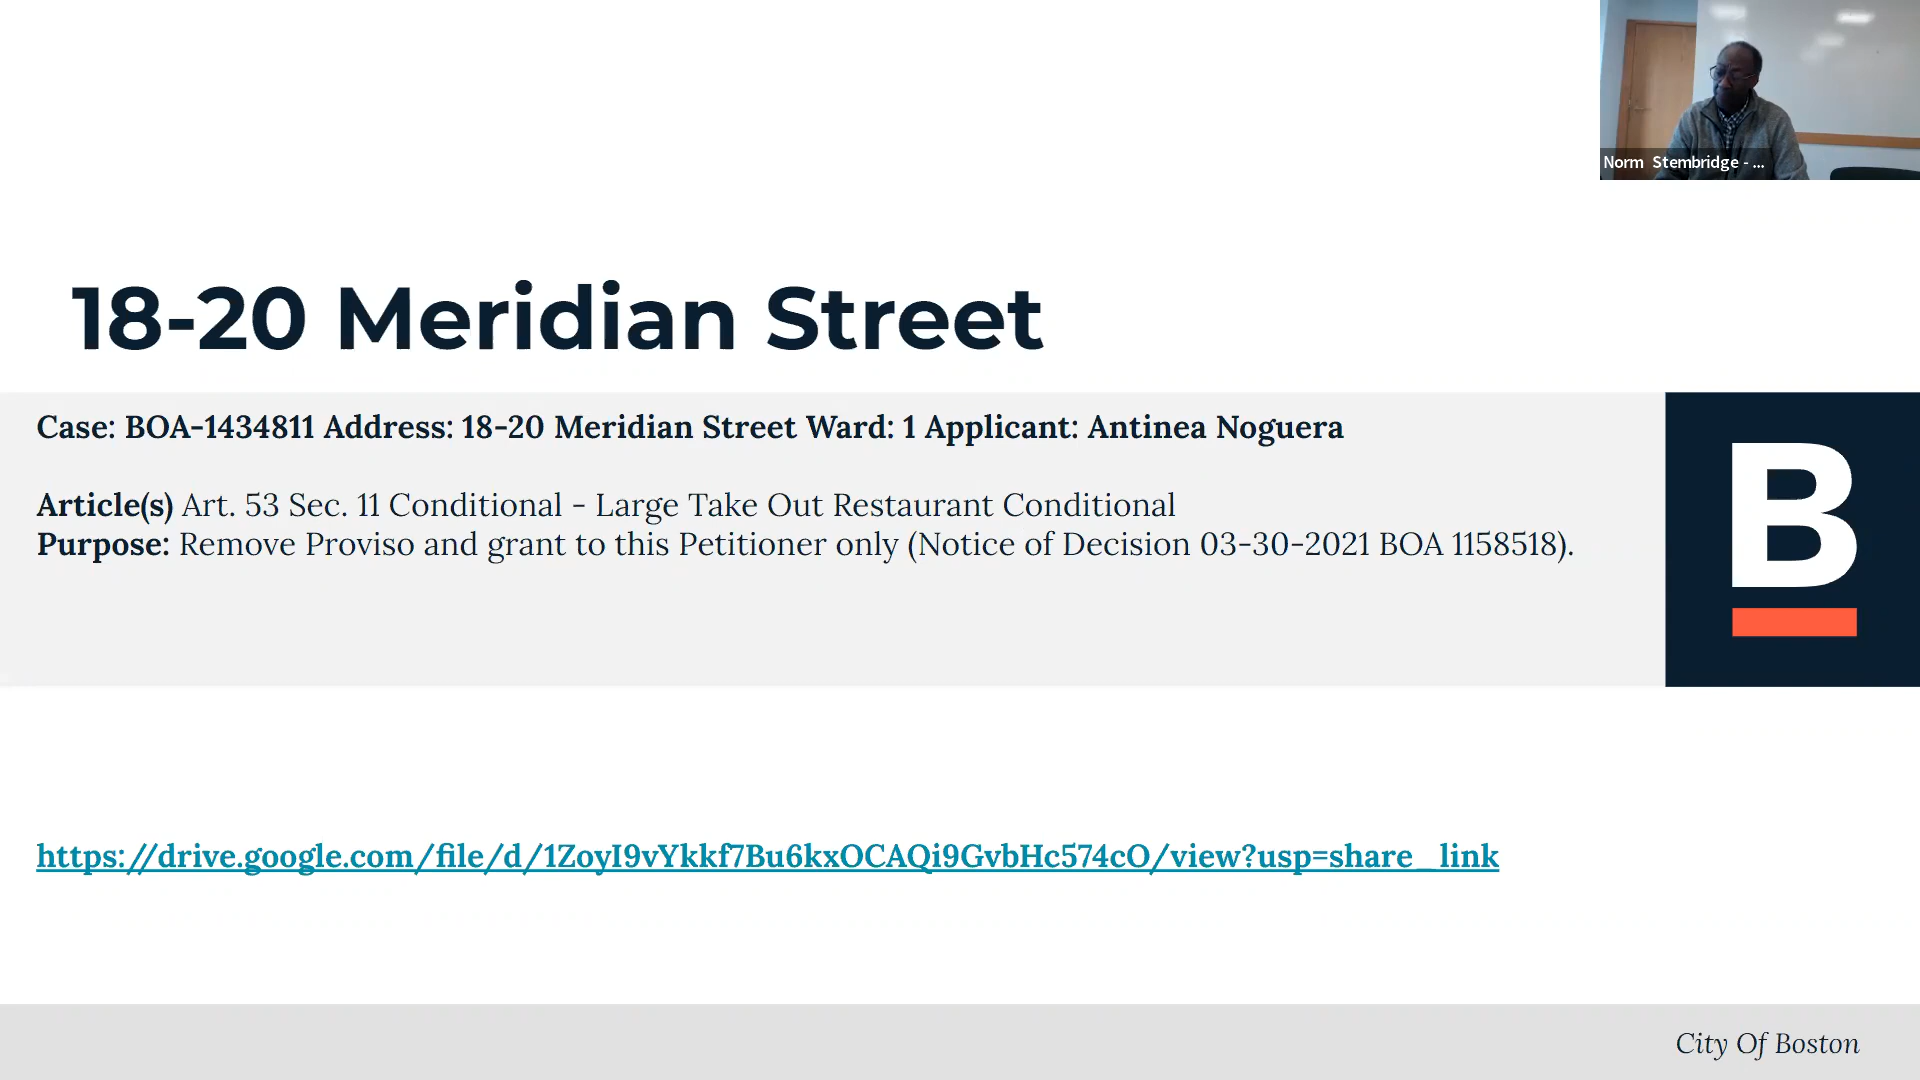 Norm Stembridge - ...
18-20 Meridian Street
Case: BOA-1434811 Address: 18-20 Meridian Street Ward: 1 Applicant: Antinea Noguera
Article(s) Art. 53 Sec. 11 Conditional - Large Take Out Restaurant Conditional
Purpose: Remove Proviso and grant to this Petitioner only (Notice of Decision 03-30-2021 BOA 1158518).
B
https://drive.google.com/file/d/1ZoyI9vYkkf7Bu6kxOCAQi9GvbHc574cO/view?usp=share_link
City Of Boston